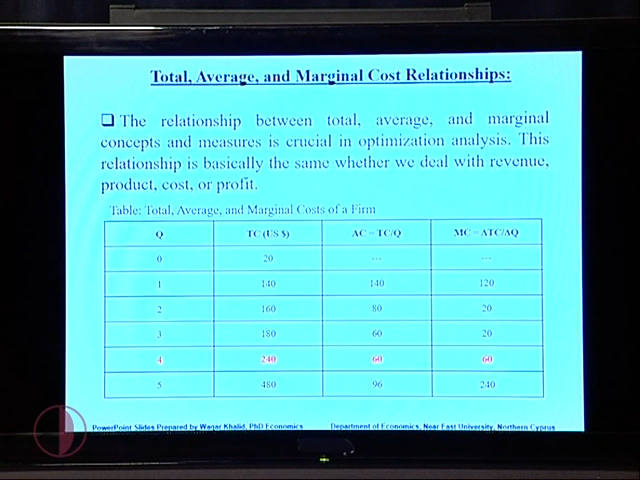 Total, Average, and Marginal Cost Relationships:
❑ The relationship between total, average, and marginal
concepts and measures is crucial in optimization analysis. This
relationship is basically the same whether we deal with revenue,
product, cost, or profit.
Table: Total, Average, and Marginal Costs of a Firm
Q TC (US $) AC = TC/Q MC = ΔTC/ΔQ
0 20 --- ---
1 140 140 120
2 160 80 20
3 180 60 20
4 240 60 60
5 480 96 240
PowerPoint Slides Prepared by Waqar Khalid, PhD Economics Department of Economics, Near East University, Northern Cyprus